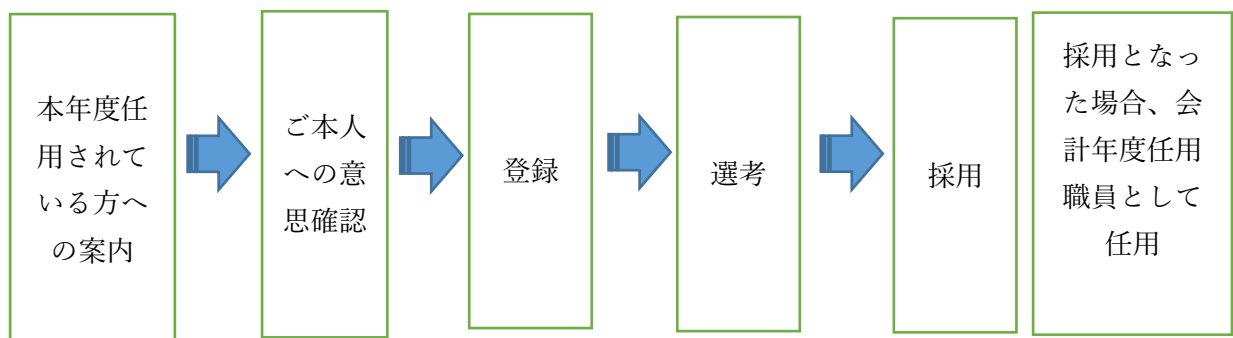 本年度任
用されて
いる方へ
の案内
ご本人
への意
思確認
登録
選考
採用
採用となっ
た場合、会
計年度任用
職員として
任用